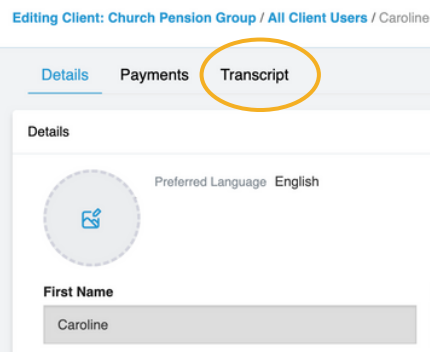 Editing Client: Church Pension Group / All Client Users / Caroline
Details Payments Transcript
Details
Preferred Language English
First Name
Caroline